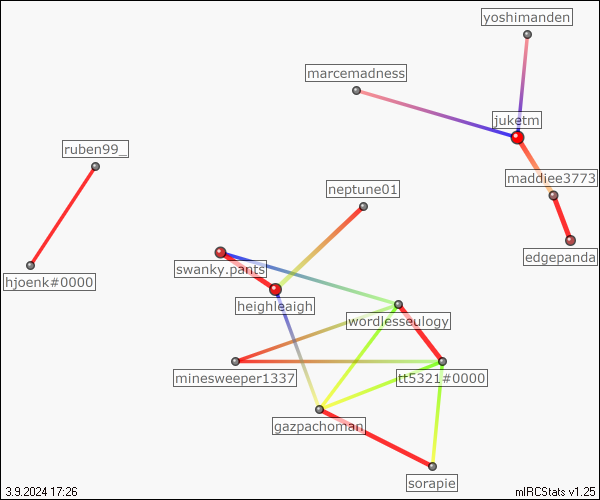 yoshimanden
marcemadness
juketm
ruben99_
maddiee3773
neptune01
edgepanda
swanky.pants
hjoenk#0000
heighleaigh
wordlesseulogy
minesweeper1337
tt5321#0000
gazpachoman
sorapie
3.9.2024 17:26
mIRCStats v1.25